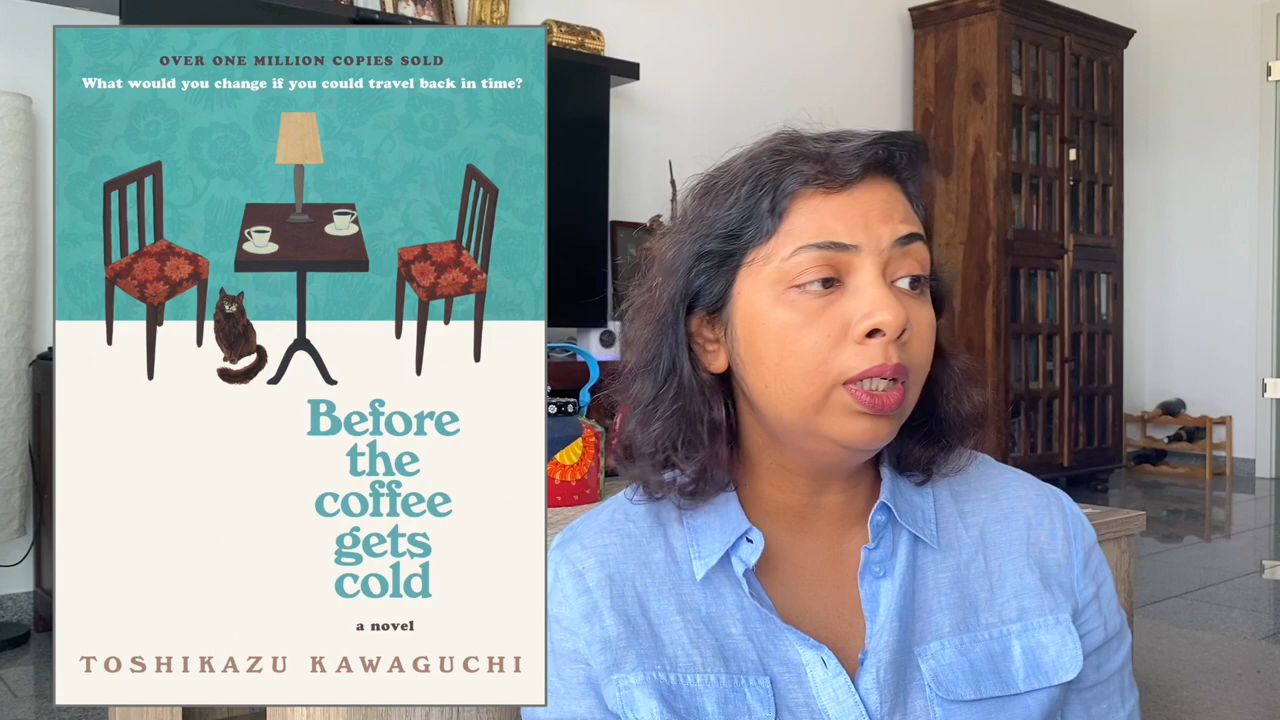 OVER ONE MILLION COPIES SOLD
What would you change if you could travel back in time?
Before
the
coffee
gets
cold
a novel
TOSHIKAZU KAWAGUCHI